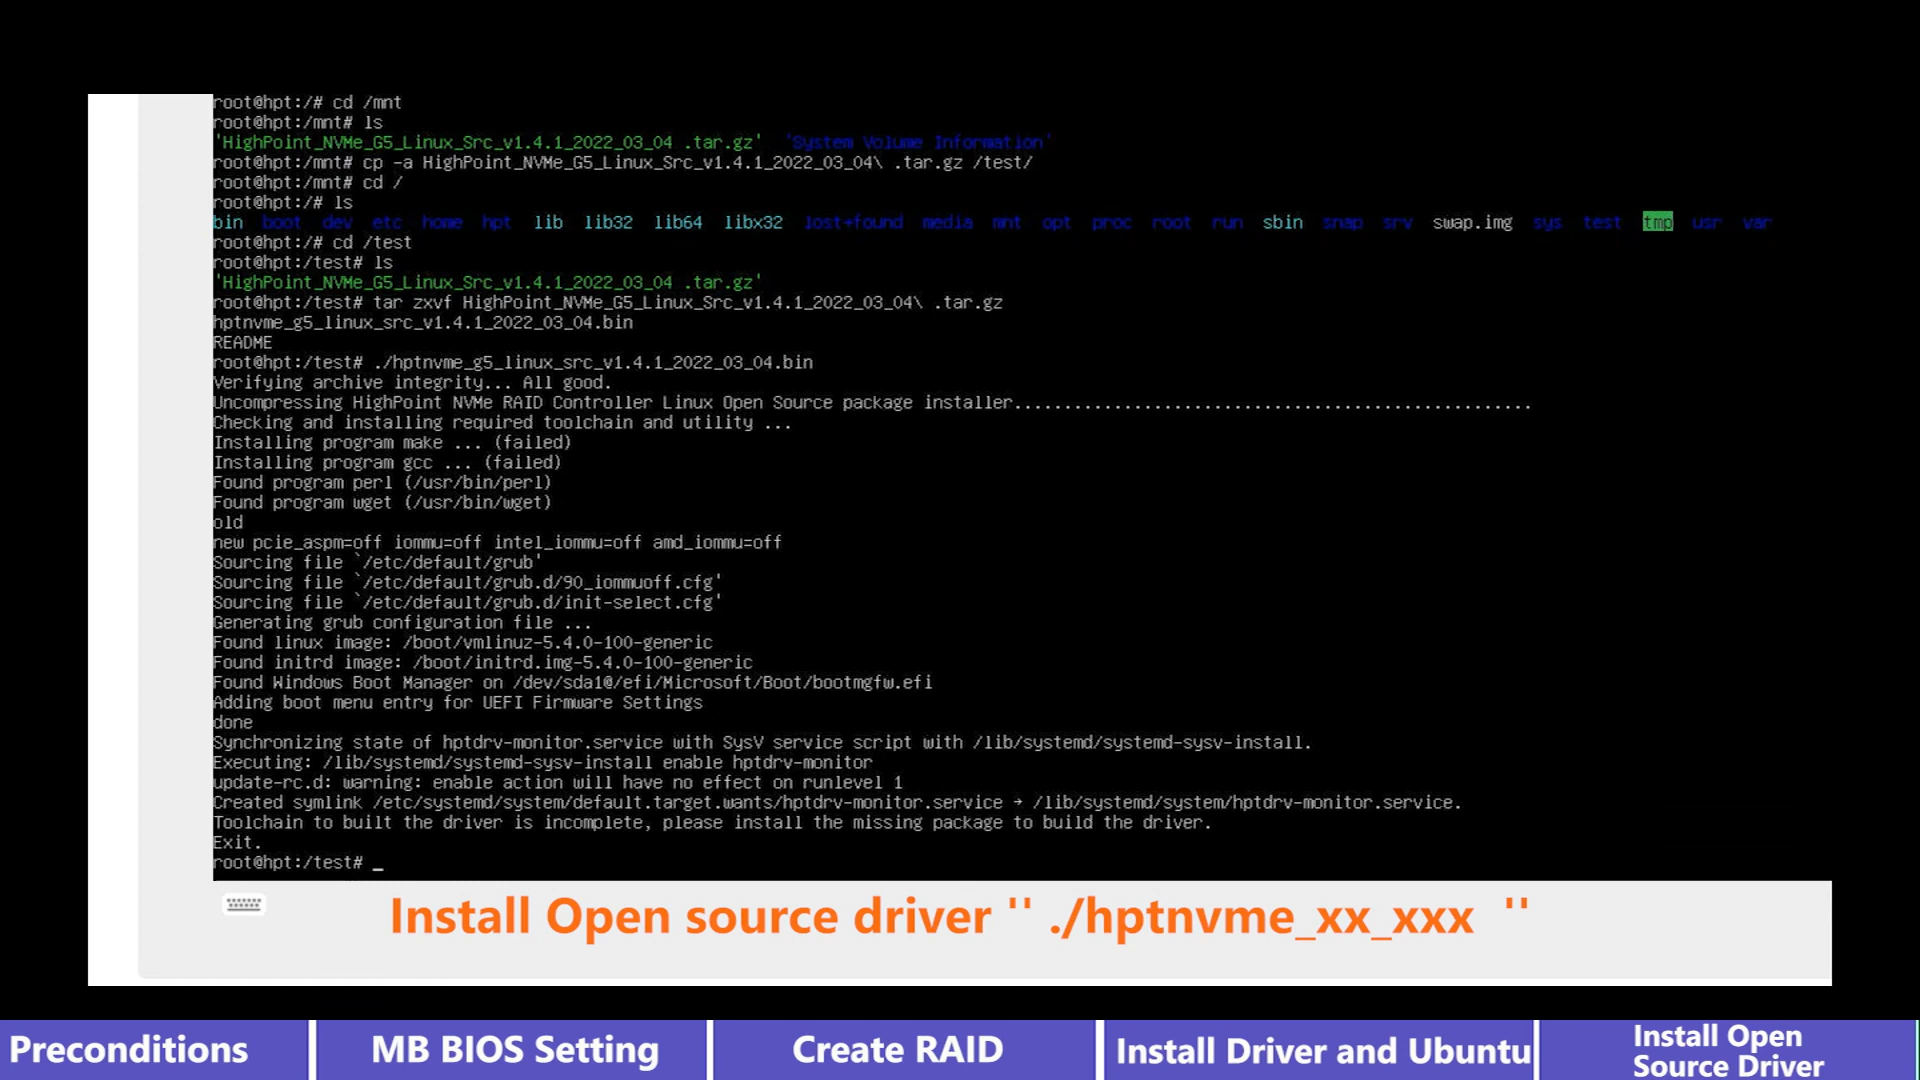 root@hpt:/# cd /mnt
root@hpt:/mnt# ls
'HighPoint_NVMe_G5_Linux_Src_v1.4.1_2022_03_04 .tar.gz'  'System Volume Information'
root@hpt:/mnt# cp -a HighPoint_NVMe_G5_Linux_Src_v1.4.1_2022_03_04\ .tar.gz /test/
root@hpt:/mnt# cd /
root@hpt:/# ls
bin  boot  dev  etc  home  hpt  lib  lib32  lib64  libx32  lost+found  media  mnt  opt  proc  root  run  sbin  snap  srv  swap.img  sys  test  tmp  usr  var
root@hpt:/# cd /test
root@hpt:/test# ls
'HighPoint_NVMe_G5_Linux_Src_v1.4.1_2022_03_04 .tar.gz'
root@hpt:/test# tar zxvf HighPoint_NVMe_G5_Linux_Src_v1.4.1_2022_03_04\ .tar.gz
hptnvme_g5_linux_src_v1.4.1_2022_03_04.bin
README
root@hpt:/test# ./hptnvme_g5_linux_src_v1.4.1_2022_03_04.bin
Verifying archive integrity... All good.
Uncompressing HighPoint NVMe RAID Controller Linux Open Source package installer....................................................
Checking and installing required toolchain and utility ...
Installing program make ... (failed)
Installing program gcc ... (failed)
Found program perl (/usr/bin/perl)
Found program wget (/usr/bin/wget)
old
new pcie_aspm=off iommu=off intel_iommu=off amd_iommu=off
Sourcing file `/etc/default/grub'
Sourcing file `/etc/default/grub.d/90_iommuoff.cfg'
Sourcing file `/etc/default/grub.d/init-select.cfg'
Generating grub configuration file ...
Found linux image: /boot/vmlinuz-5.4.0-100-generic
Found initrd image: /boot/initrd.img-5.4.0-100-generic
Found Windows Boot Manager on /dev/sda1@/efi/Microsoft/Boot/bootmgfw.efi
Adding boot menu entry for UEFI Firmware Settings
done
Synchronizing state of hptdrv-monitor.service with SysV service script with /lib/systemd/systemd-sysv-install.
Executing: /lib/systemd/systemd-sysv-install enable hptdrv-monitor
update-rc.d: warning: enable action will have no effect on runlevel 1
Created symlink /etc/systemd/system/default.target.wants/hptdrv-monitor.service → /lib/systemd/system/hptdrv-monitor.service.
Toolchain to built the driver is incomplete, please install the missing package to build the driver.
Exit.
root@hpt:/test# _
Install Open source driver '' ./hptnvme_xx_xxx  ''
Preconditions
MB BIOS Setting
Create RAID
Install Driver and Ubuntu
Install Open
Source Driver